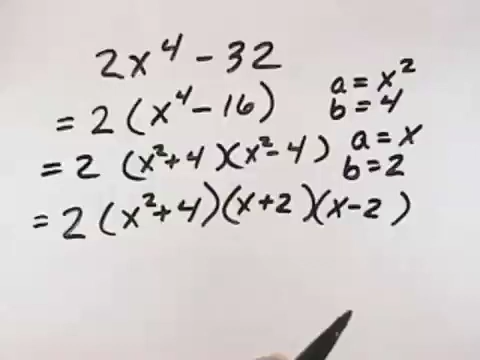 2x⁴ - 32
= 2 (x⁴ - 16)
a = x²
b = 4
= 2 (x² + 4)(x² - 4)
a = x
b = 2
= 2 (x² + 4)(x + 2)(x - 2)